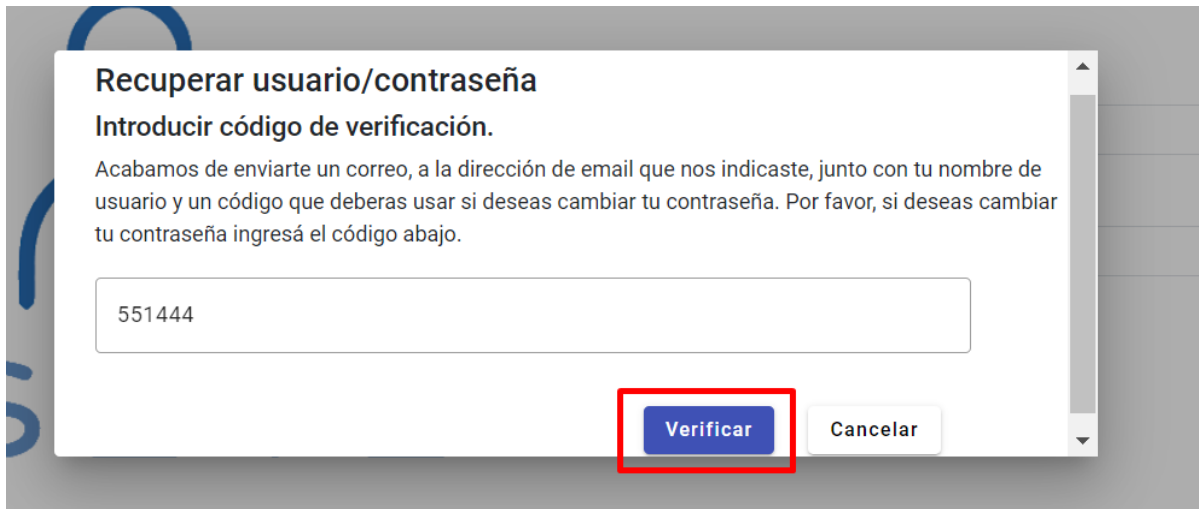 Recuperar usuario/contraseña
Introducir código de verificación.
Acabamos de enviarte un correo, a la dirección de email que nos indicaste, junto con tu nombre de
usuario y un código que deberas usar si deseas cambiar tu contraseña. Por favor, si deseas cambiar
tu contraseña ingresá el código abajo.
551444
Verificar
Cancelar